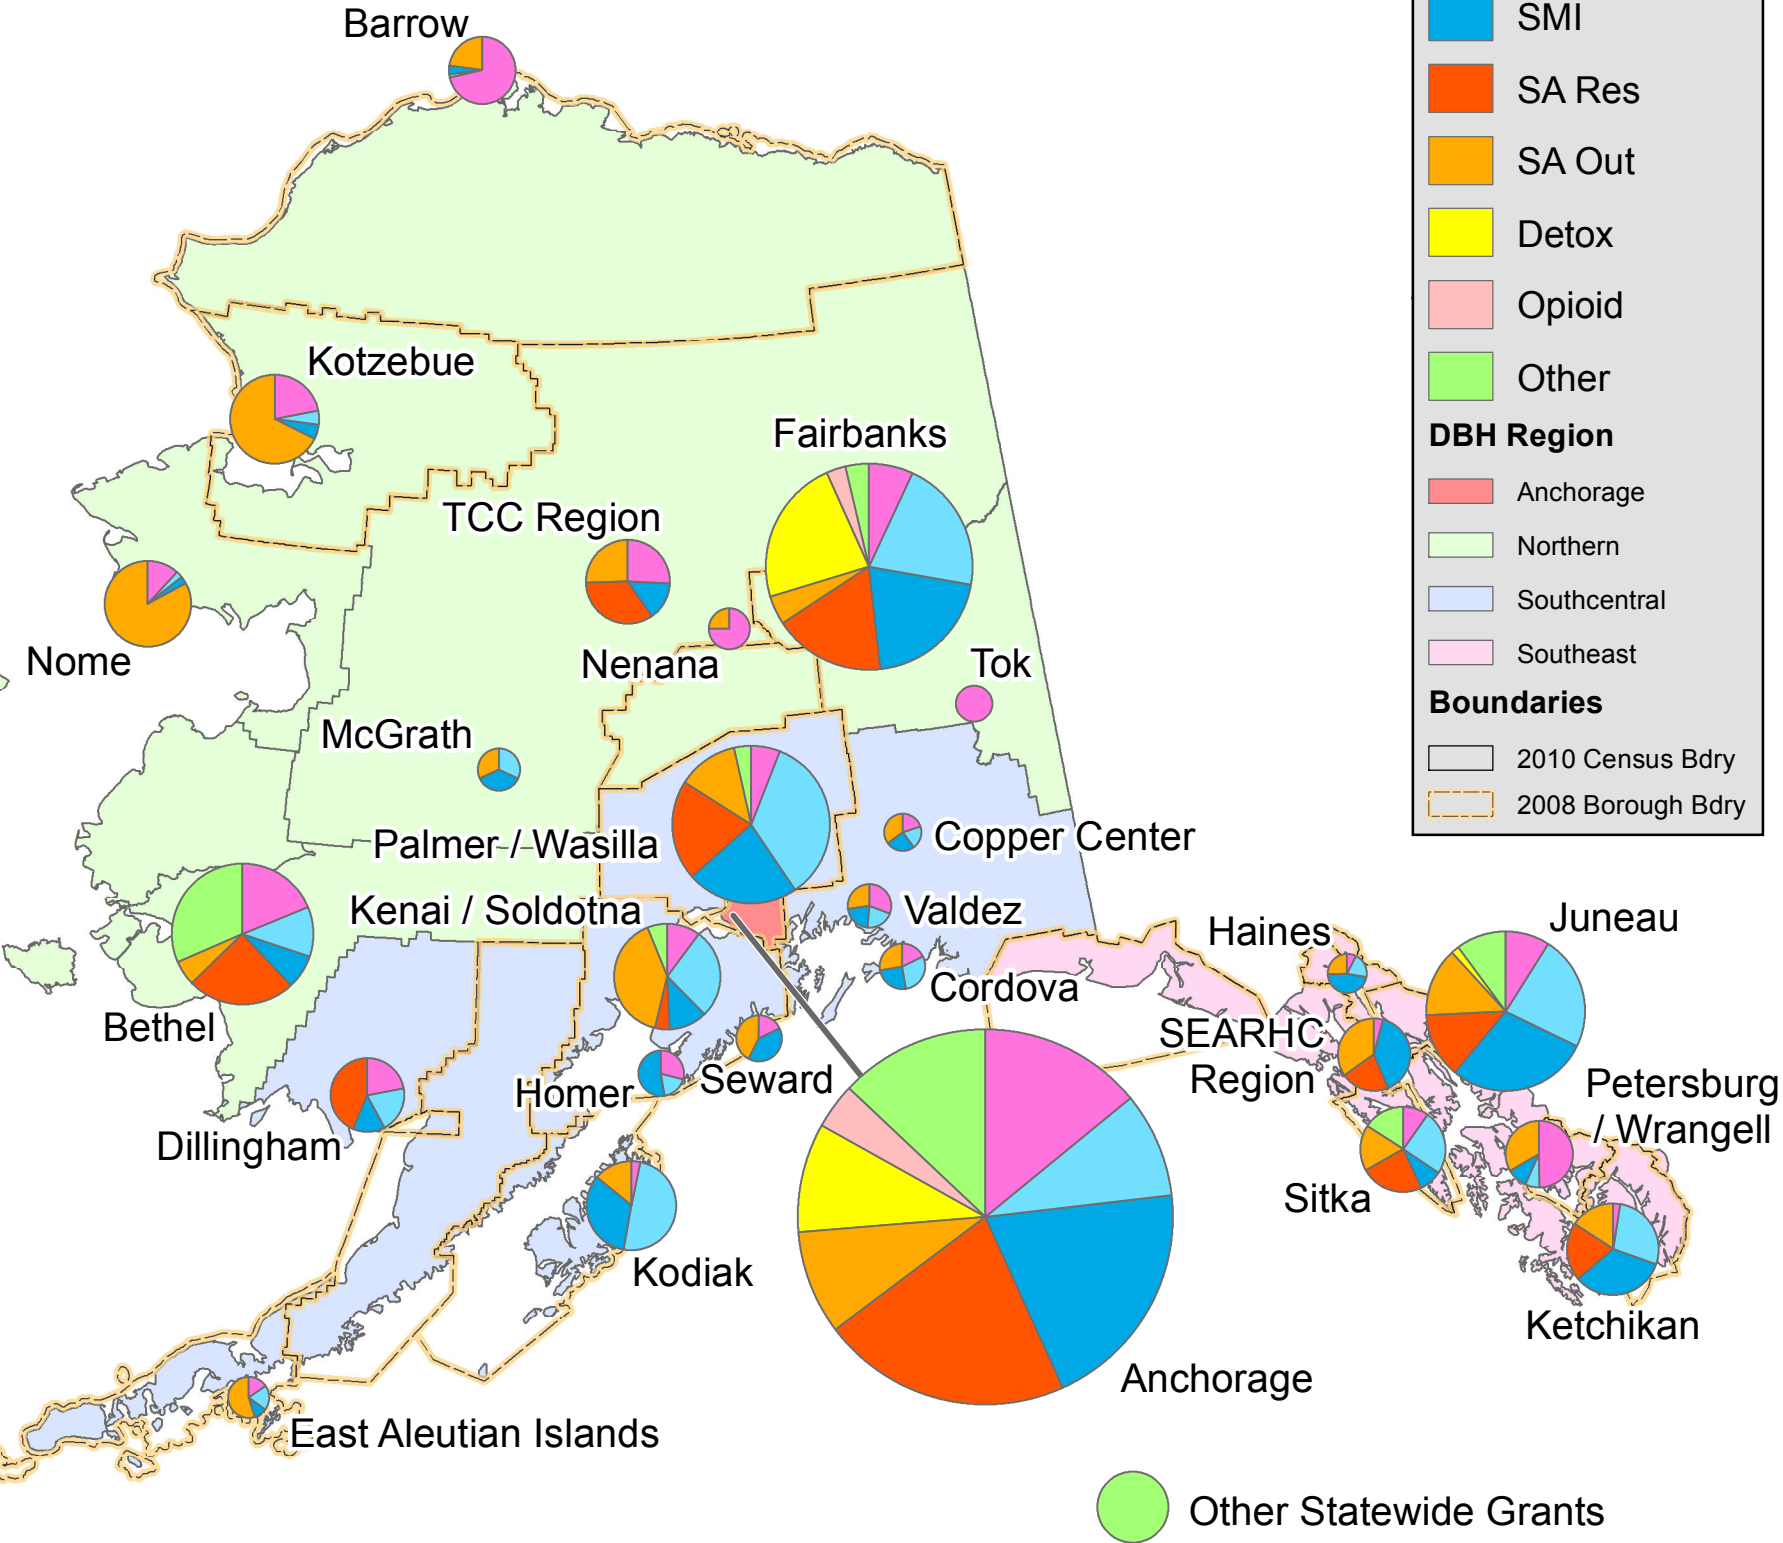 Barrow
SMI
SA Res
SA Out
Detox
Opioid
Other
DBH Region
Anchorage
Northern
Southcentral
Southeast
Boundaries
2010 Census Bdry
2008 Borough Bdry
Kotzebue
Fairbanks
TCC Region
Nome
Nenana
Tok
McGrath
Palmer / Wasilla
Copper Center
Kenai / Soldotna
Valdez
Haines
Juneau
Cordova
Bethel
SEARHC
Region
Homer
Seward
Petersburg
/ Wrangell
Dillingham
Sitka
Kodiak
Ketchikan
Anchorage
East Aleutian Islands
Other Statewide Grants